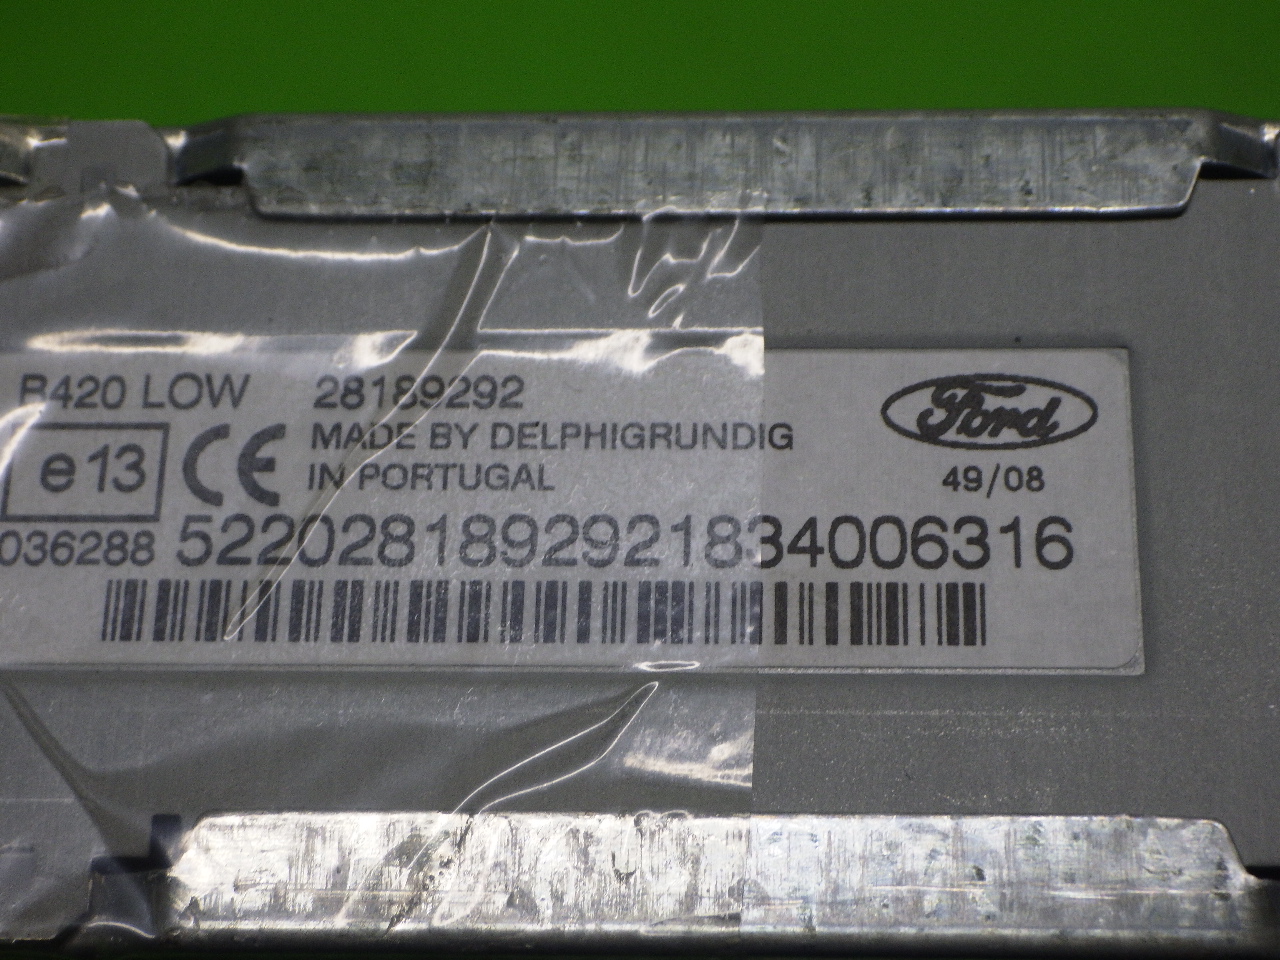 B420 LOW 28189292
Ford
MADE BY DELPHIGRUNDIG
e13 CE IN PORTUGAL
49/08
036288 5220281892921834006316